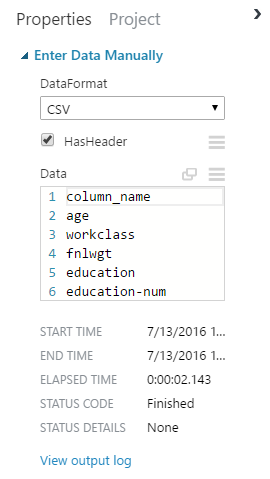 Properties Project
Enter Data Manually
DataFormat
CSV
HasHeader
Data
1 column_name
2 age
3 workclass
4 fnlwgt
5 education
6 education-num
START TIME 7/13/2016 1...
END TIME 7/13/2016 1...
ELAPSED TIME 0:00:02.143
STATUS CODE Finished
STATUS DETAILS None
View output log